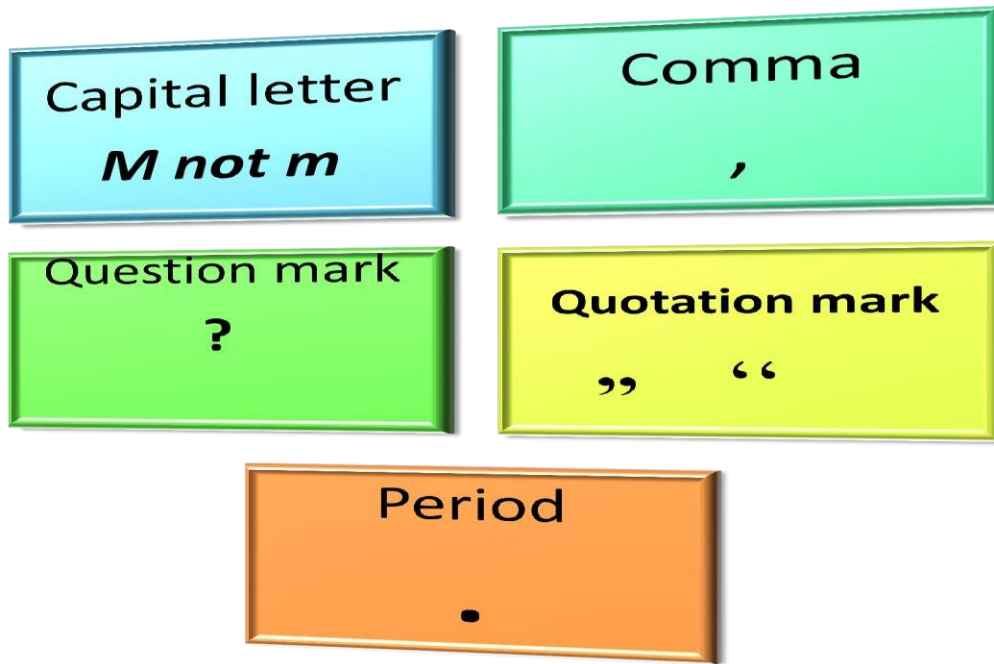 Capital letter
M not m
Comma
,
Question mark
?
Quotation mark
„ “
Period
.